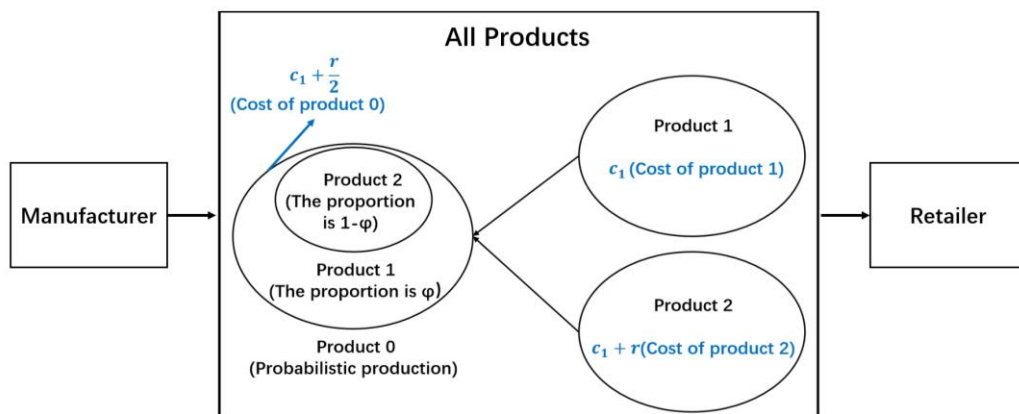 All Products
c₁ + r/2
(Cost of product 0)
Product 2
(The proportion
is 1-φ)
Product 1
(The proportion is φ)
Product 0
(Probabilistic production)
Product 1
c₁ (Cost of product 1)
Product 2
c₁ + r(Cost of product 2)
Manufacturer
Retailer